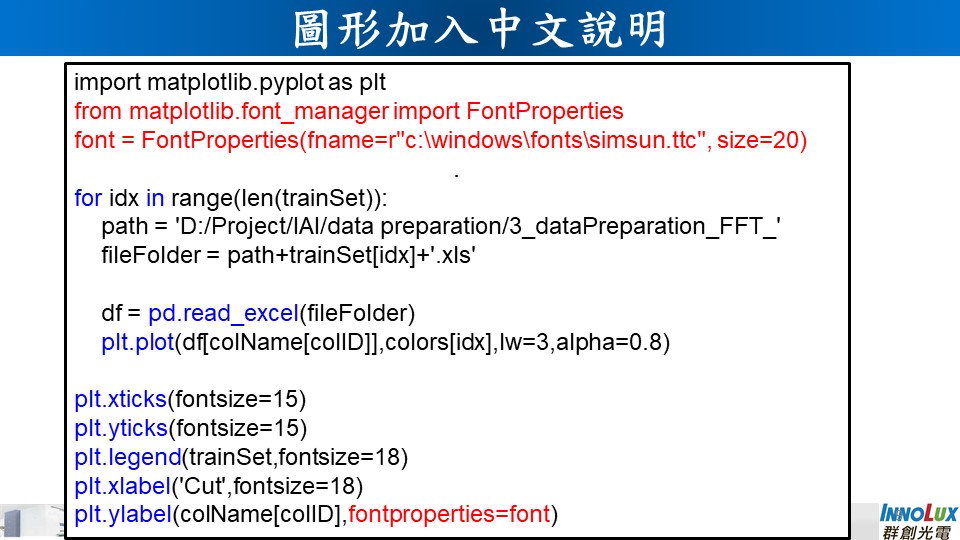 圖形加入中文說明
import matplotlib.pyplot as plt
from matplotlib.font_manager import FontProperties
font = FontProperties(fname=r"c:\windows\fonts\simsun.ttc", size=20)
.
for idx in range(len(trainSet)):
path = 'D:/Project/IAI/data preparation/3_dataPreparation_FFT_'
fileFolder = path+trainSet[idx]+'.xls'
df = pd.read_excel(fileFolder)
plt.plot(df[colName[colID]],colors[idx],lw=3,alpha=0.8)
plt.xticks(fontsize=15)
plt.yticks(fontsize=15)
plt.legend(trainSet,fontsize=18)
plt.xlabel('Cut',fontsize=18)
plt.ylabel(colName[colID],fontproperties=font)
INNOLUX
群創光電